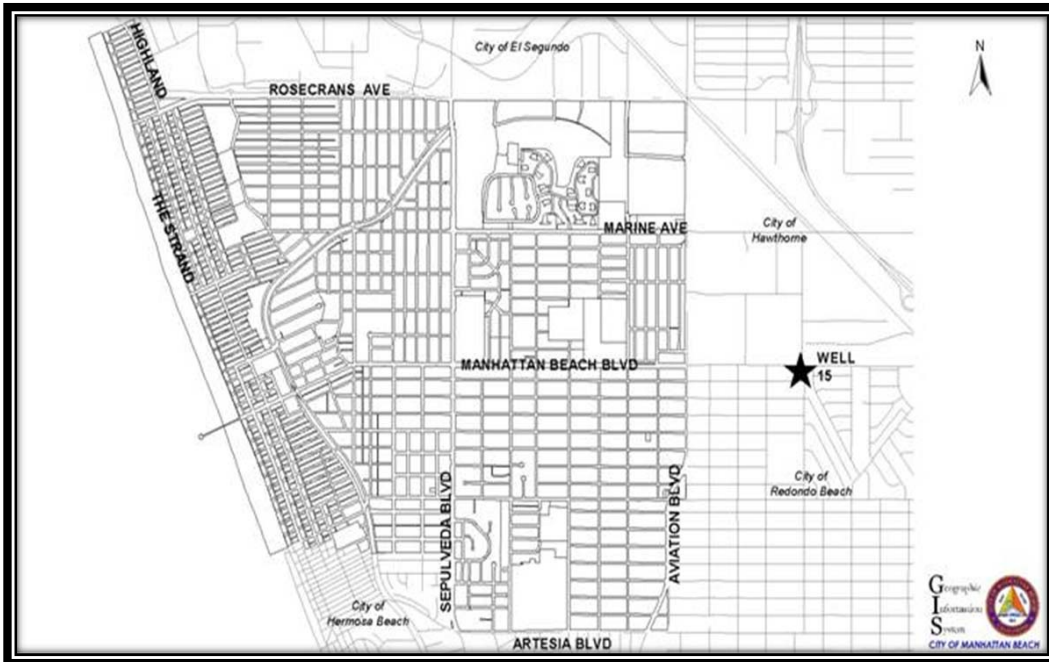 HIGHLAND
City of El Segundo
N
ROSECRANS AVE
THE STRAND
MARINE AVE
City of
Hawthorne
MANHATTAN BEACH BLVD
WELL
15
SEPULVEDA BLVD
AVIATION BLVD
City of
Redondo Beach
City of
Hermosa Beach
ARTESIA BLVD
Geographic
Information
System
CITY OF MANHATTAN BEACH